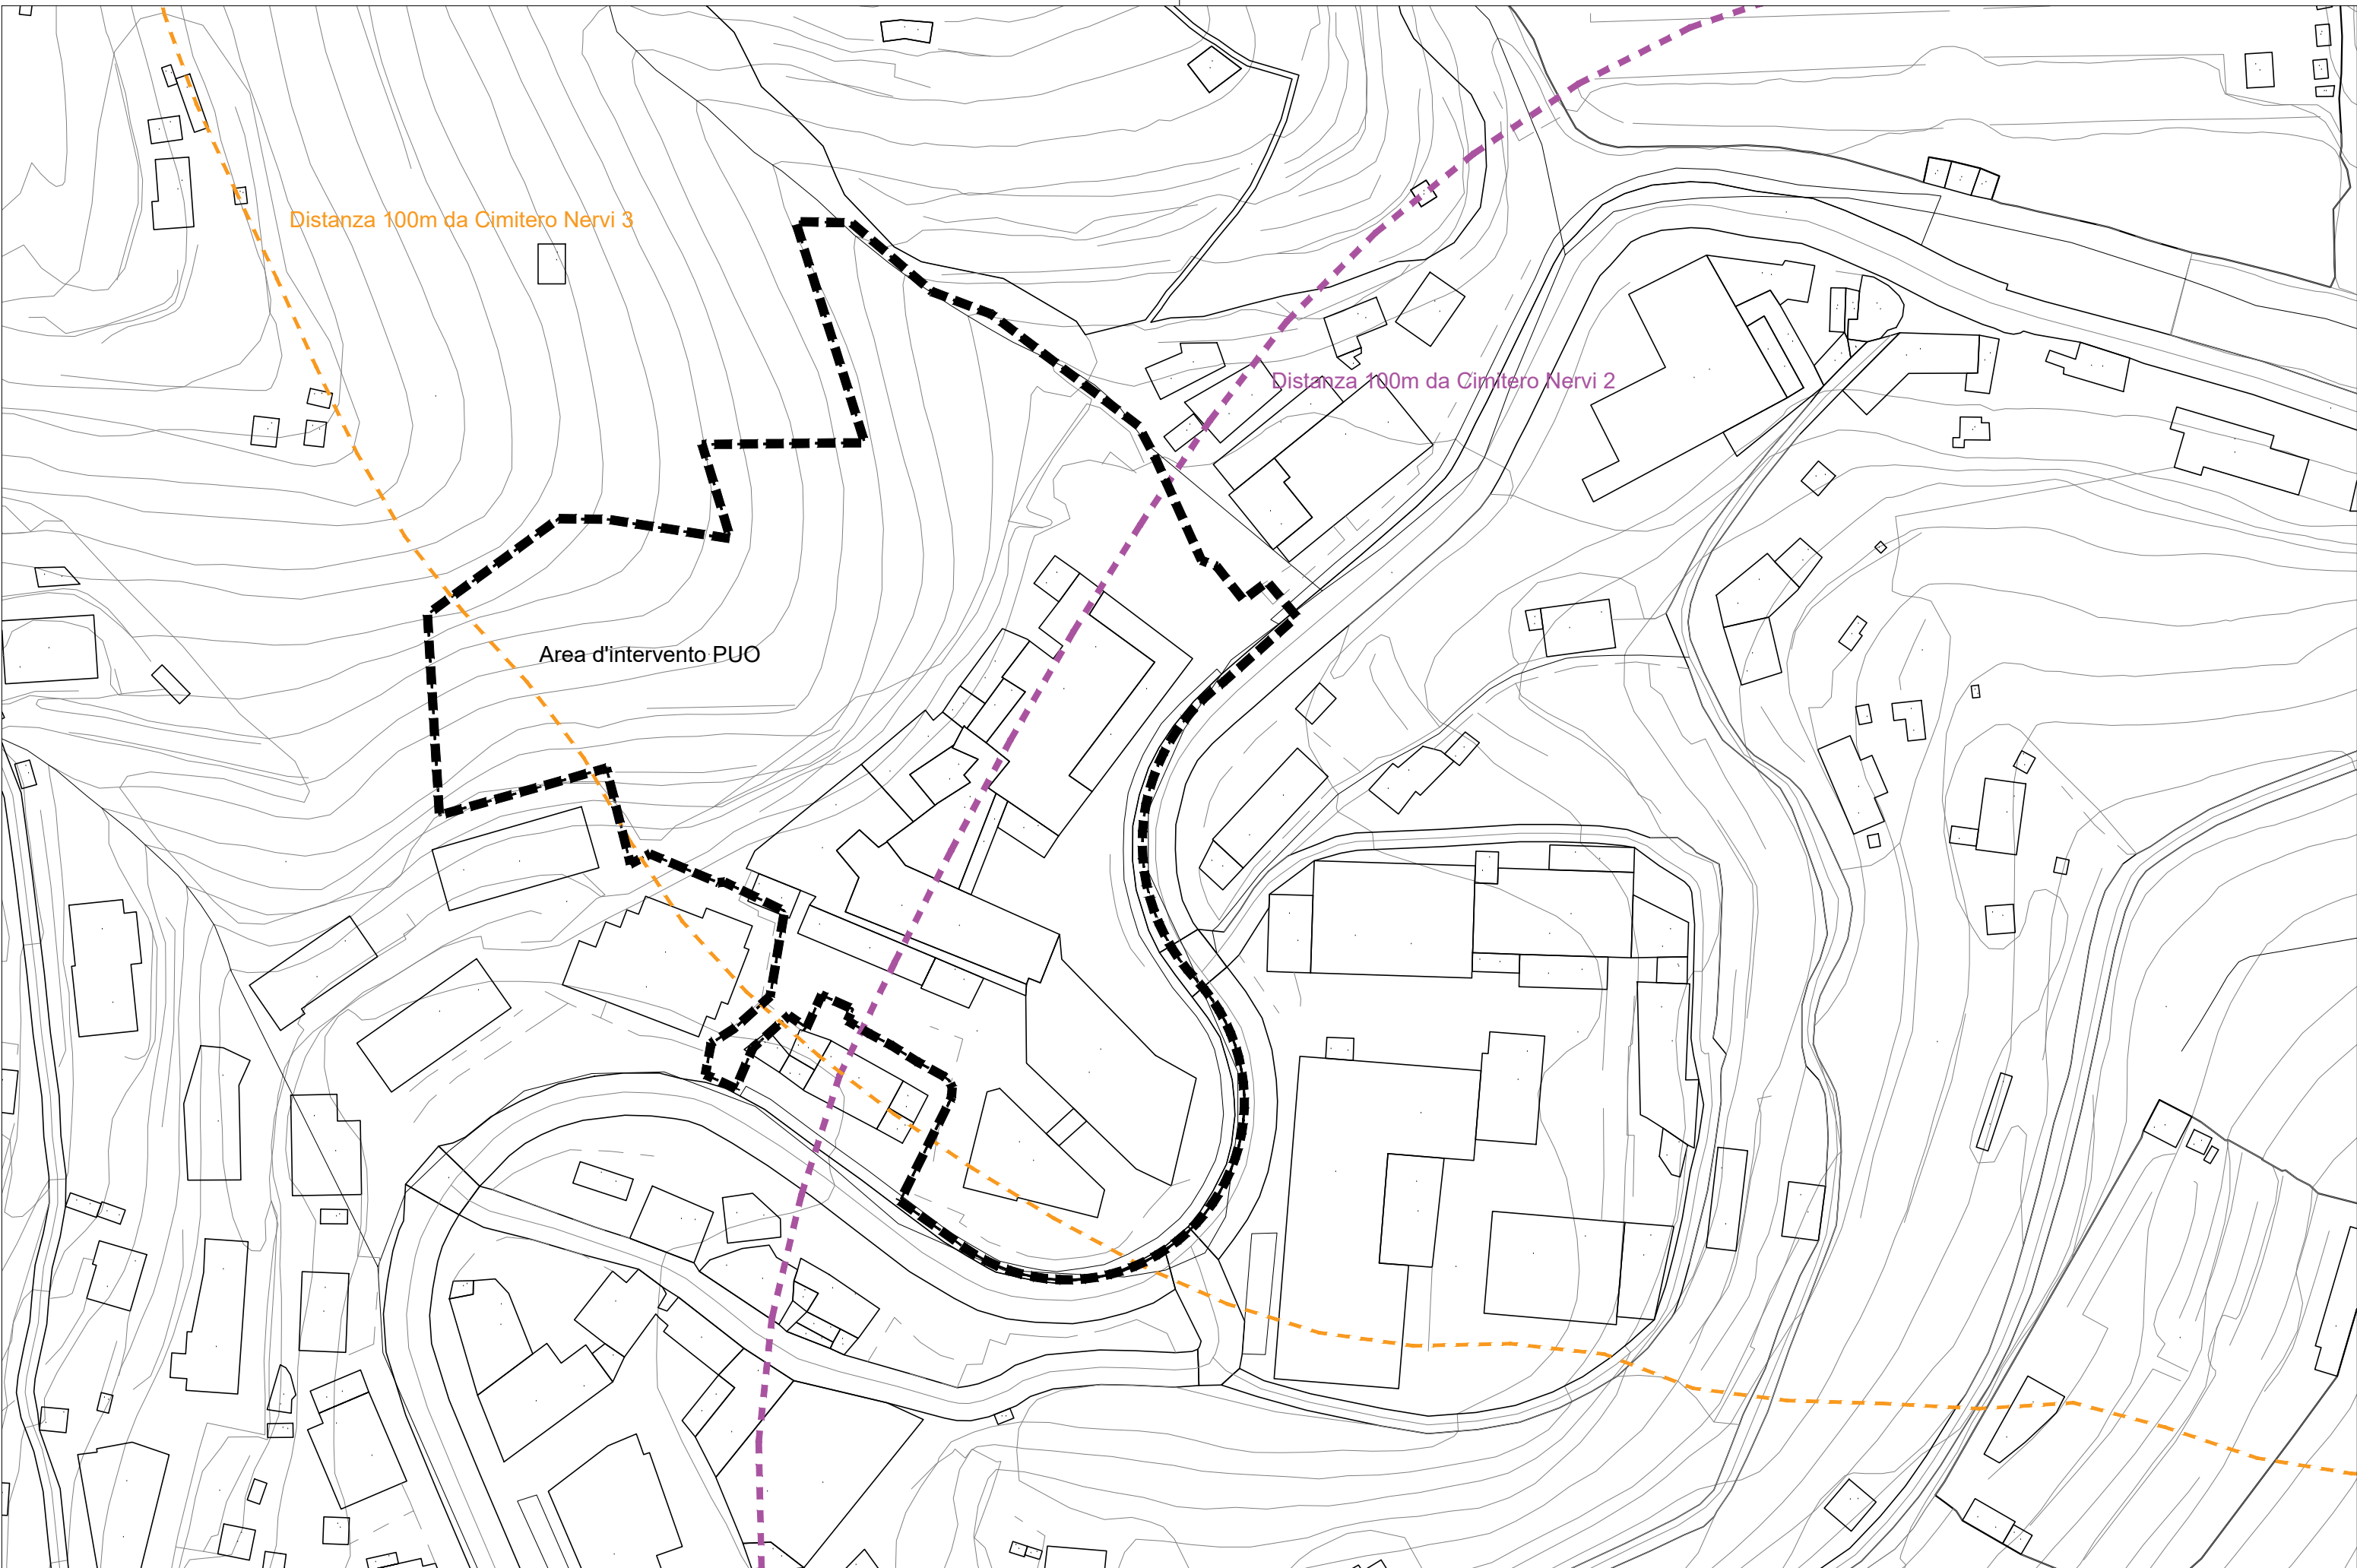 Distanza 100m da Cimitero Nervi 3
Distanza 100m da Cimitero Nervi 2
Area d'intervento PUO